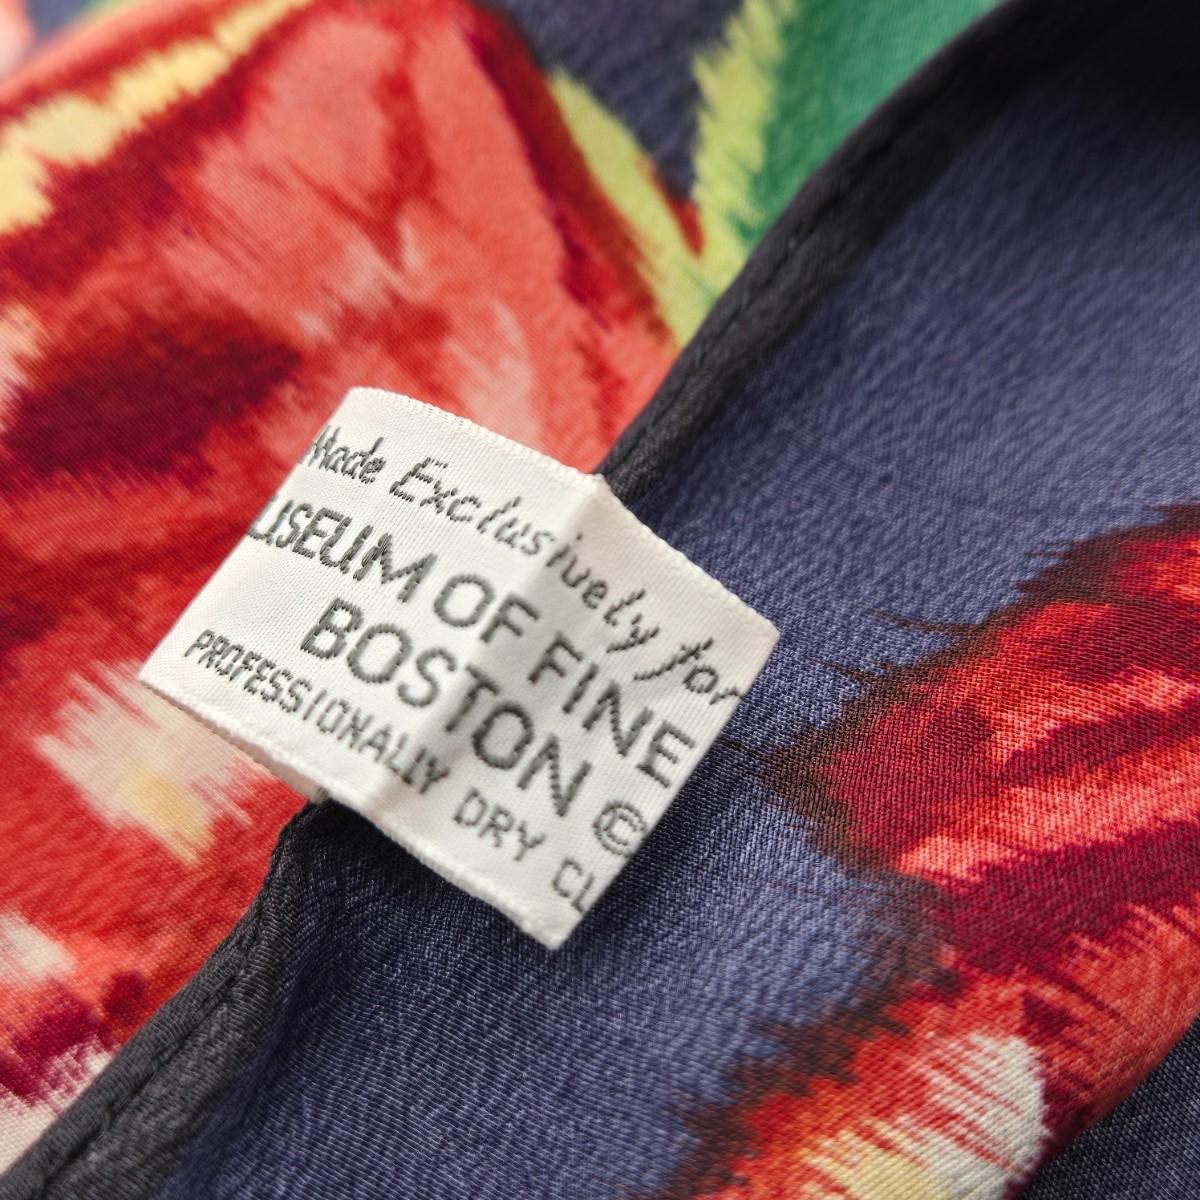 Made Exclusively for
USEUM OF FINE
BOSTON ©
PROFESSIONALLY DRY CL